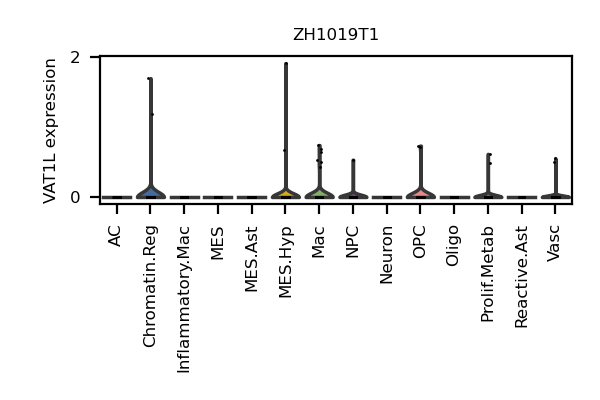 ZH1019T1
VAT1L expression
2
0
AC
Chromatin.Reg
Inflammatory.Mac
MES
MES.Ast
MES.Hyp
Mac
NPC
Neuron
OPC
Oligo
Prolif.Metab
Reactive.Ast
Vasc